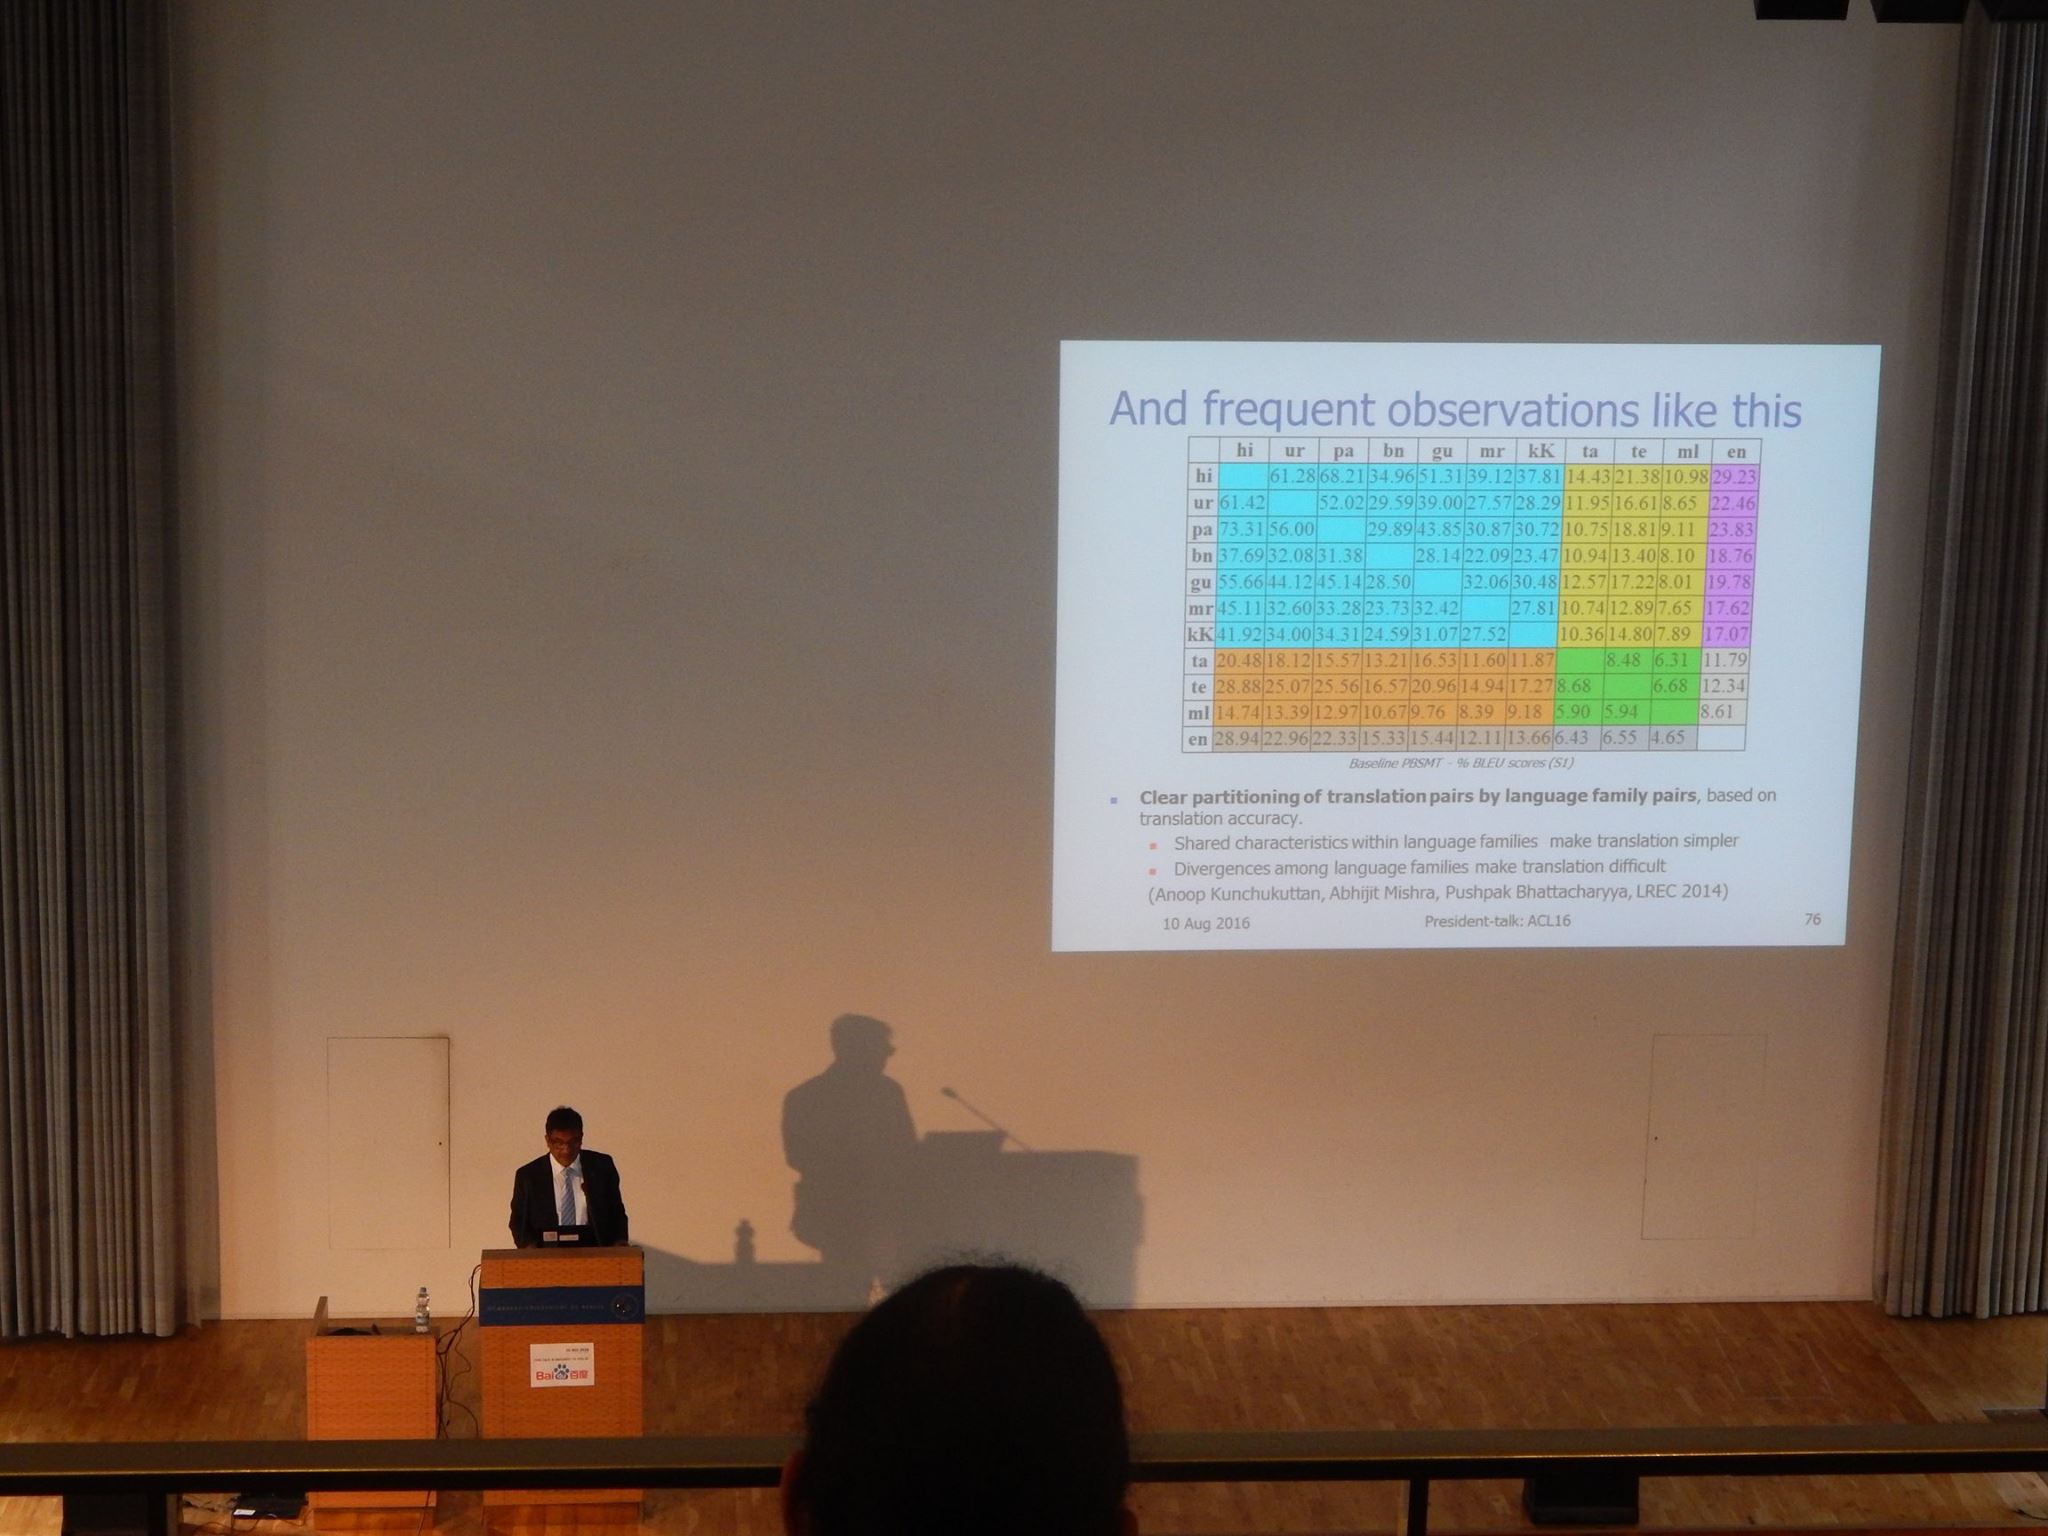 And frequent observations like this
hi ur pa bn gu mr kK ta te ml en
hi 61.28 68.21 34.96 51.31 39.12 37.81 14.43 21.38 10.98 29.23
ur 61.42 52.02 29.59 39.00 27.57 28.29 11.95 16.61 8.65 22.46
pa 73.31 56.00 29.89 43.85 30.87 30.72 10.75 18.81 9.11 23.83
bn 37.69 32.08 31.38 28.14 22.09 23.47 10.94 13.40 8.10 18.76
gu 55.66 44.12 45.14 28.50 32.06 30.48 12.57 17.22 8.01 19.78
mr 45.11 32.60 33.28 23.73 32.42 27.81 10.74 12.89 7.65 17.62
kK 41.92 34.00 34.31 24.59 31.07 27.52 10.36 14.80 7.89 17.07
ta 20.48 18.12 15.57 13.21 16.53 11.60 11.87 8.48 6.31 11.79
te 28.88 25.07 25.56 16.57 20.96 14.94 17.27 8.68 6.68 12.34
ml 14.74 13.39 12.97 10.67 9.76 8.39 9.18 5.90 5.94 8.61
en 28.94 22.96 22.33 15.33 15.44 12.11 13.66 6.43 6.55 4.65
Baseline PBSMT - % BLEU scores (S1)
Clear partitioning of translation pairs by language family pairs, based on
translation accuracy.
Shared characteristics within language families make translation simpler
Divergences among language families make translation difficult
(Anoop Kunchukuttan, Abhijit Mishra, Pushpak Bhattacharyya, LREC 2014)
10 Aug 2016 President-talk: ACL16 76
Bai du 百度